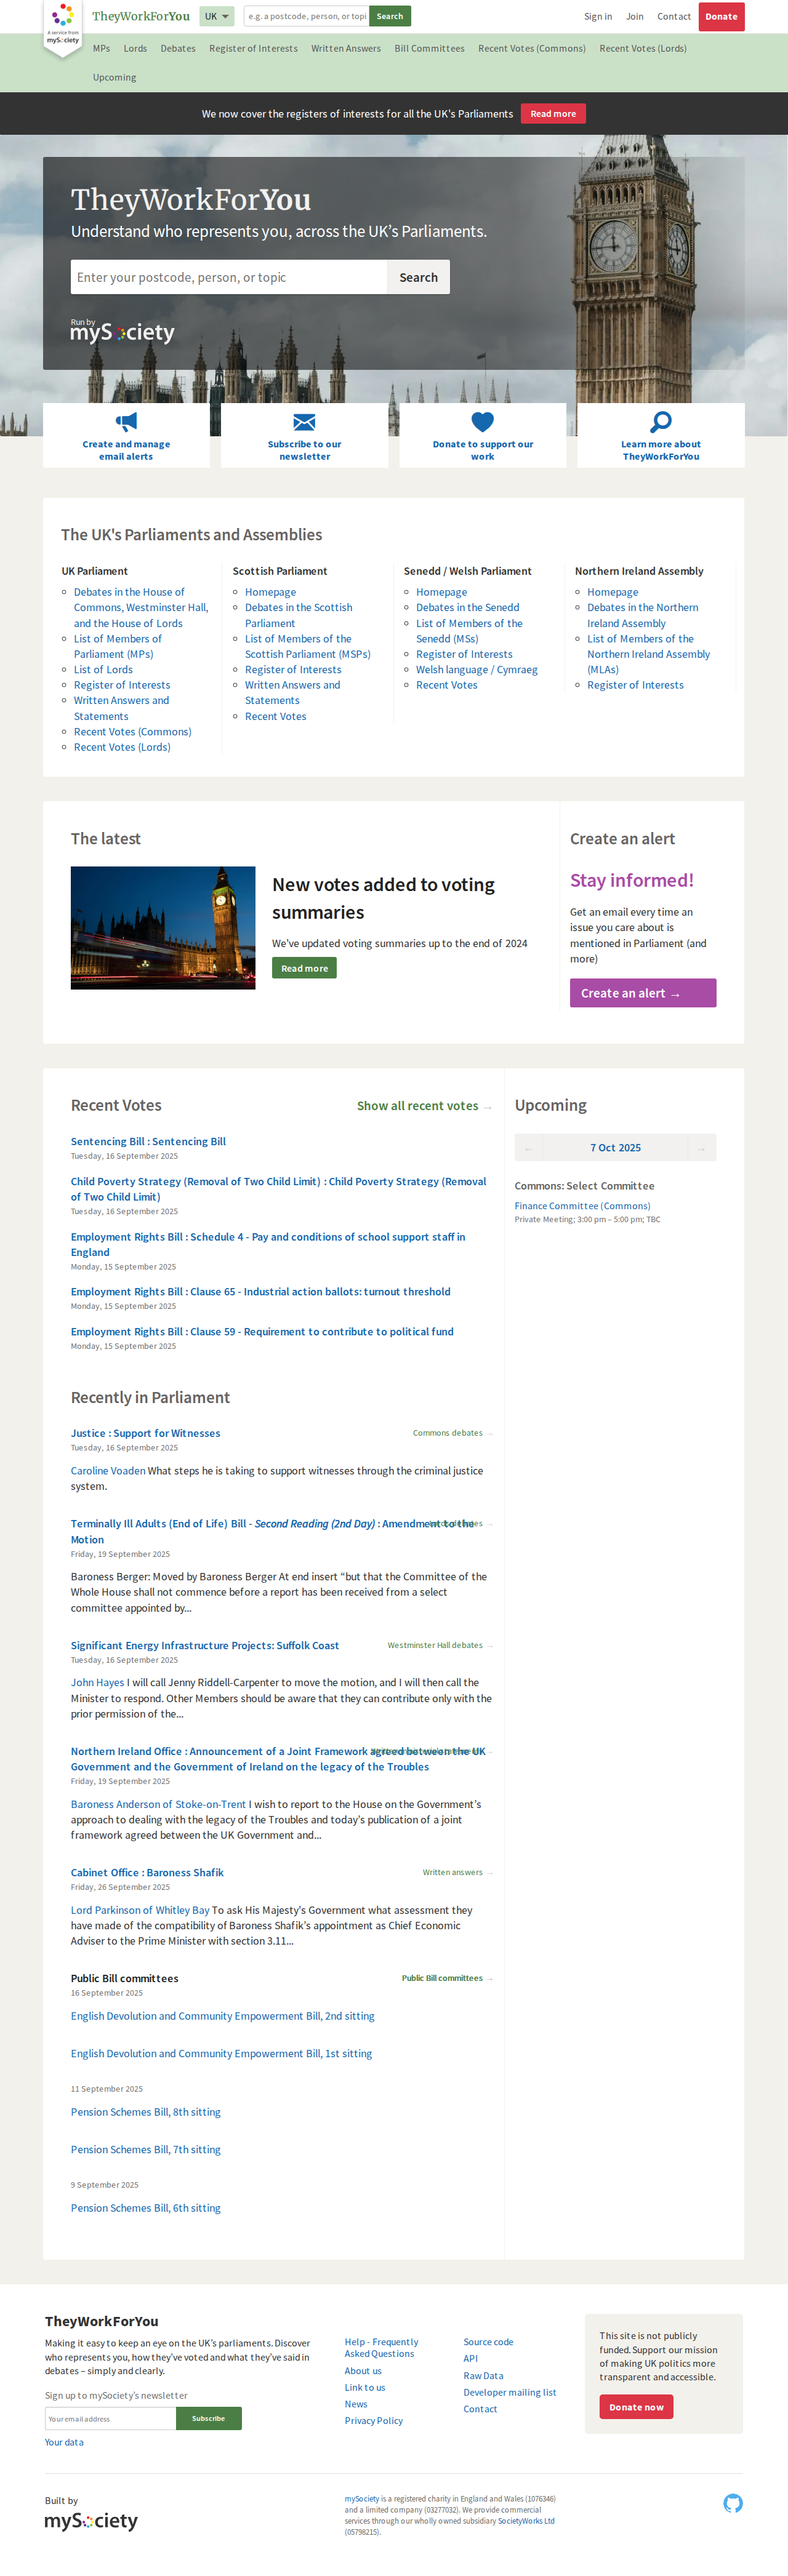 A service from
mySociety
TheyWorkForYou
UK
e.g. a postcode, person, or topi
Search
Sign in
Join
Contact
Donate
MPs
Lords
Debates
Register of Interests
Written Answers
Bill Committees
Recent Votes (Commons)
Recent Votes (Lords)
Upcoming
We now cover the registers of interests for all the UK's Parliaments
Read more
TheyWorkForYou
Understand who represents you, across the UK’s Parliaments.
Enter your postcode, person, or topic
Search
Run by
mySociety
Create and manage
email alerts
Subscribe to our
newsletter
Donate to support our
work
Learn more about
TheyWorkForYou
The UK's Parliaments and Assemblies
UK Parliament
Debates in the House of
Commons, Westminster Hall,
and the House of Lords
List of Members of
Parliament (MPs)
List of Lords
Register of Interests
Written Answers and
Statements
Recent Votes (Commons)
Recent Votes (Lords)
Scottish Parliament
Homepage
Debates in the Scottish
Parliament
List of Members of the
Scottish Parliament (MSPs)
Register of Interests
Written Answers and
Statements
Recent Votes
Senedd / Welsh Parliament
Homepage
Debates in the Senedd
List of Members of the
Senedd (MSs)
Register of Interests
Welsh language / Cymraeg
Recent Votes
Northern Ireland Assembly
Homepage
Debates in the Northern
Ireland Assembly
List of Members of the
Northern Ireland Assembly
(MLAs)
Register of Interests
The latest
New votes added to voting
summaries
We've updated voting summaries up to the end of 2024
Read more
Create an alert
Stay informed!
Get an email every time an
issue you care about is
mentioned in Parliament (and
more)
Create an alert →
Recent Votes
Show all recent votes →
Sentencing Bill : Sentencing Bill
Tuesday, 16 September 2025
Child Poverty Strategy (Removal of Two Child Limit) : Child Poverty Strategy (Removal
of Two Child Limit)
Tuesday, 16 September 2025
Employment Rights Bill : Schedule 4 - Pay and conditions of school support staff in
England
Monday, 15 September 2025
Employment Rights Bill : Clause 65 - Industrial action ballots: turnout threshold
Monday, 15 September 2025
Employment Rights Bill : Clause 59 - Requirement to contribute to political fund
Monday, 15 September 2025
Upcoming
← 7 Oct 2025 →
Commons: Select Committee
Finance Committee (Commons)
Private Meeting; 3:00 pm – 5:00 pm; TBC
Recently in Parliament
Justice : Support for Witnesses
Commons debates →
Tuesday, 16 September 2025
Caroline Voaden What steps he is taking to support witnesses through the criminal justice
system.
Terminally Ill Adults (End of Life) Bill - Second Reading (2nd Day) : Amendment to the
Motion
Friday, 19 September 2025
Baroness Berger: Moved by Baroness Berger At end insert “but that the Committee of the
Whole House shall not commence before a report has been received from a select
committee appointed by...
Significant Energy Infrastructure Projects: Suffolk Coast
Westminster Hall debates →
Tuesday, 16 September 2025
John Hayes I will call Jenny Riddell-Carpenter to move the motion, and I will then call the
Minister to respond. Other Members should be aware that they can contribute only with the
prior permission of the...
Northern Ireland Office : Announcement of a Joint Framework agreed between the UK
Government and the Government of Ireland on the legacy of the Troubles
Friday, 19 September 2025
Baroness Anderson of Stoke-on-Trent I wish to report to the House on the Government’s
approach to dealing with the legacy of the Troubles and today’s publication of a joint
framework agreed between the UK Government and...
Cabinet Office : Baroness Shafik
Written answers →
Friday, 26 September 2025
Lord Parkinson of Whitley Bay To ask His Majesty's Government what assessment they
have made of the compatibility of Baroness Shafik’s appointment as Chief Economic
Adviser to the Prime Minister with section 3.11...
Public Bill committees
Public Bill committees →
16 September 2025
English Devolution and Community Empowerment Bill, 2nd sitting
English Devolution and Community Empowerment Bill, 1st sitting
11 September 2025
Pension Schemes Bill, 8th sitting
Pension Schemes Bill, 7th sitting
9 September 2025
Pension Schemes Bill, 6th sitting
TheyWorkForYou
Making it easy to keep an eye on the UK’s parliaments. Discover
who represents you, how they’ve voted and what they’ve said in
debates – simply and clearly.
Sign up to mySociety’s newsletter
Your email address
Subscribe
Your data
Help - Frequently
Asked Questions
About us
Link to us
News
Privacy Policy
Source code
API
Raw Data
Developer mailing list
Contact
This site is not publicly
funded. Support our mission
of making UK politics more
transparent and accessible.
Donate now
Built by
mySociety
mySociety is a registered charity in England and Wales (1076346)
and a limited company (03277032). We provide commercial
services through our wholly owned subsidiary SocietyWorks Ltd
(05798215).